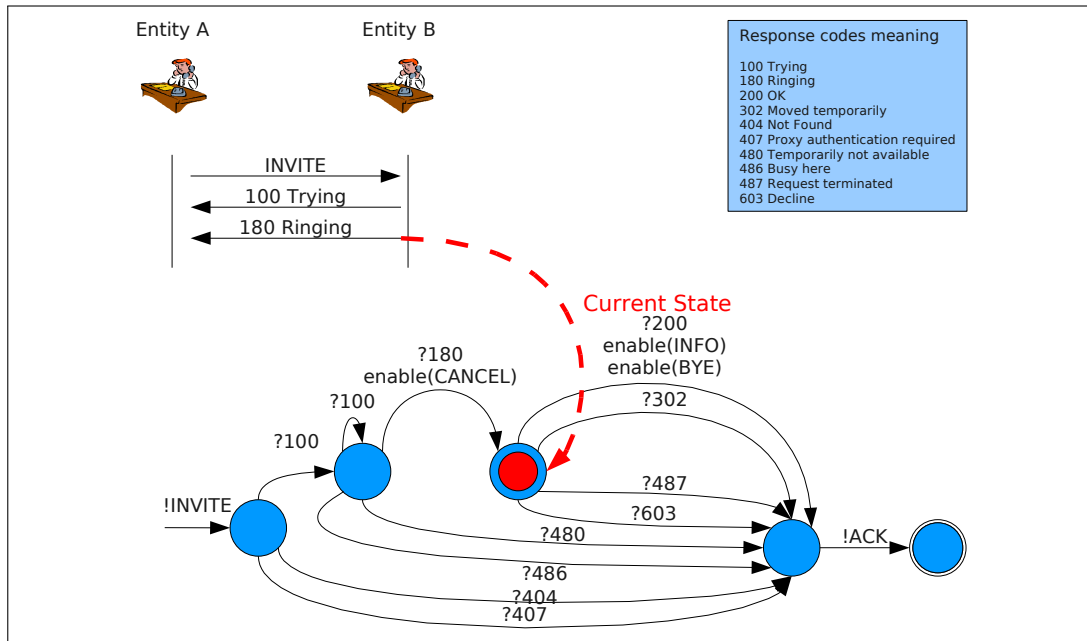 Entity A
Entity B
Response codes meaning
100 Trying
180 Ringing
200 OK
302 Moved temporarily
404 Not Found
407 Proxy authentication required
480 Temporarily not available
486 Busy here
487 Request terminated
603 Decline
INVITE
100 Trying
180 Ringing
Current State
?200
enable(INFO)
enable(BYE)
?180
enable(CANCEL)
?302
?100
?100
?487
!INVITE
?603
?480
!ACK
?486
?404
?407